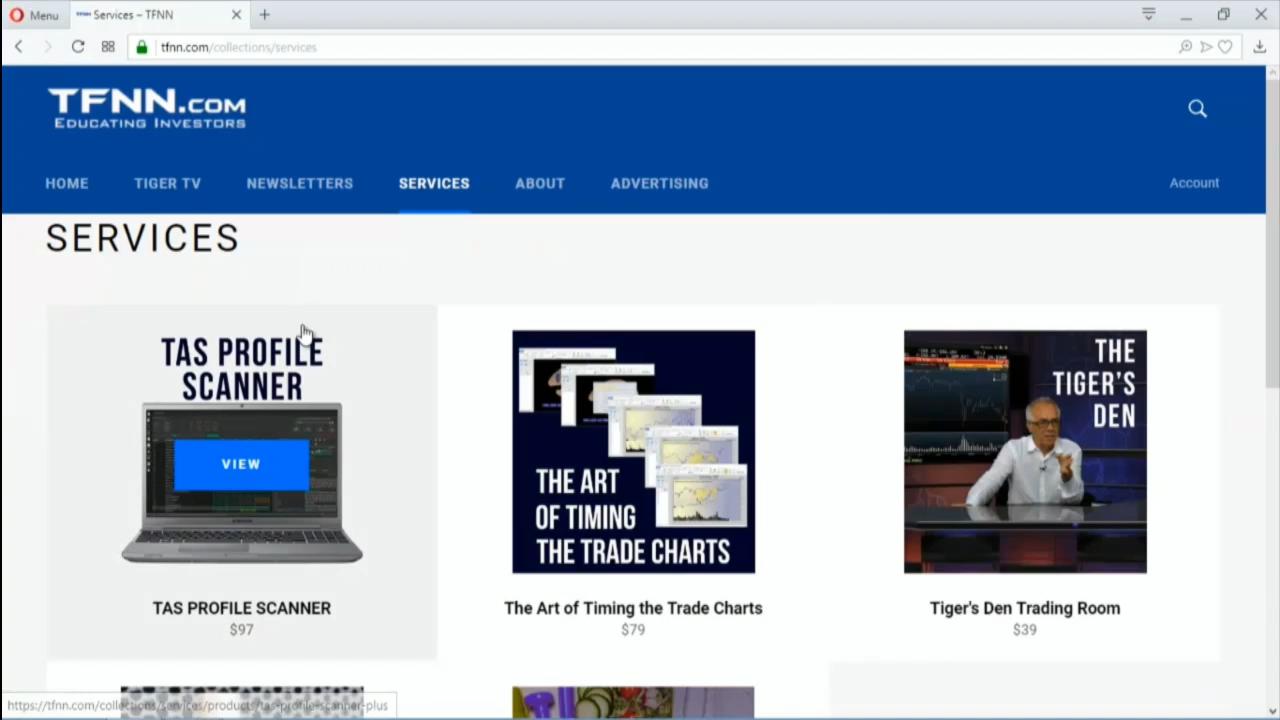 Menu
Services – TFNN
tfnn.com/collections/services
TFNN.COM
EDUCATING INVESTORS
HOME
TIGER TV
NEWSLETTERS
SERVICES
ABOUT
ADVERTISING
Account
SERVICES
TAS PROFILE
SCANNER
VIEW
THE ART
OF TIMING
THE TRADE CHARTS
THE
TIGER'S
DEN
TAS PROFILE SCANNER
$97
The Art of Timing the Trade Charts
$79
Tiger's Den Trading Room
$39
https://tfnn.com/collections/services/products/tas-profile-scanner-plus